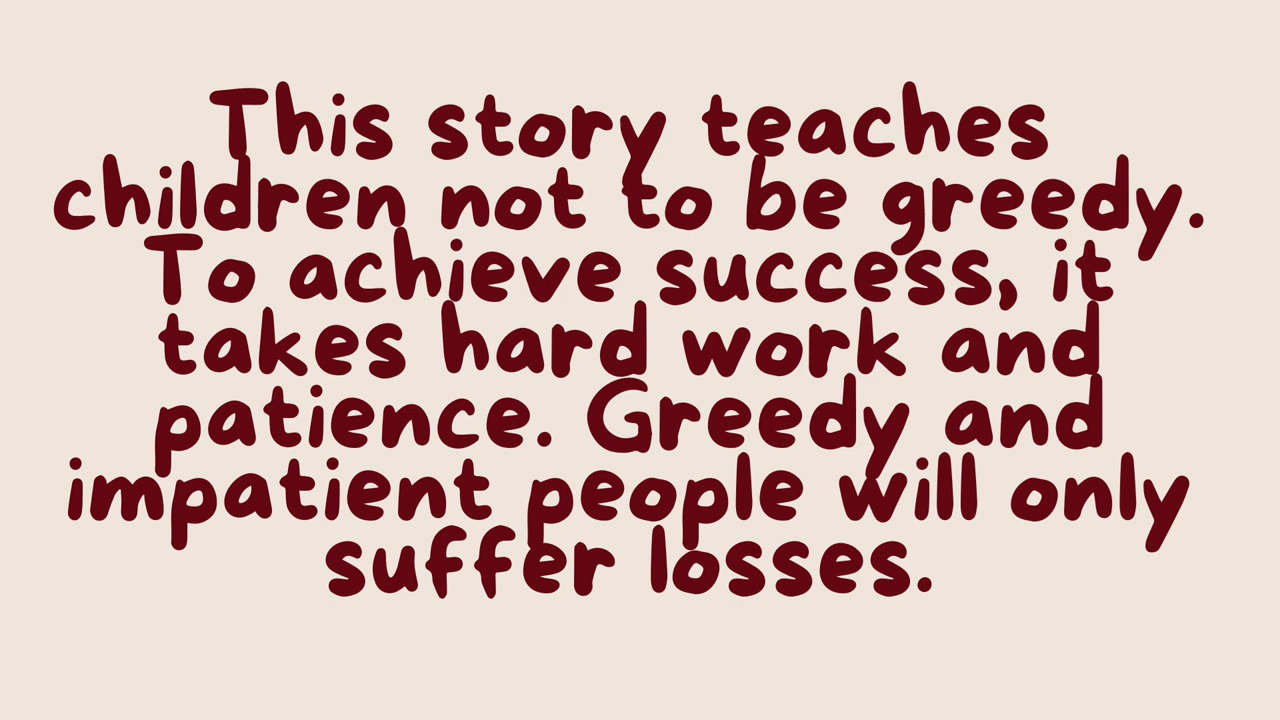 This story teaches
children not to be greedy.
To achieve success, it
takes hard work and
patience. Greedy and
impatient people will only
suffer losses.